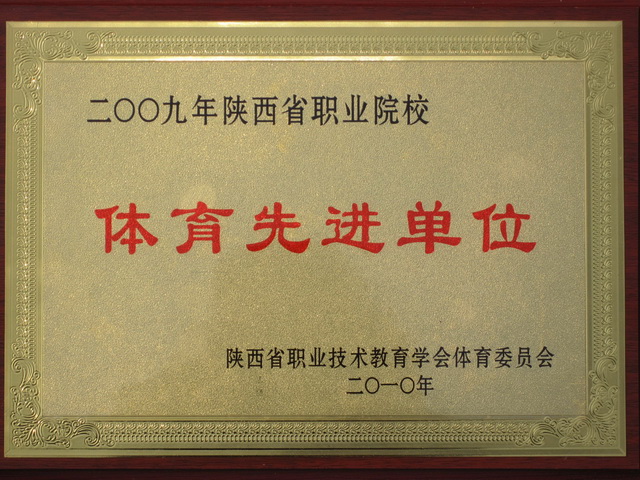 二〇〇九年陕西省职业院校
体育先进单位
陕西省职业技术教育学会体育委员会
二〇一〇年